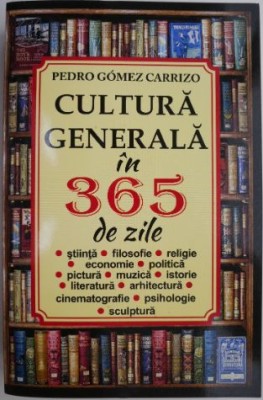 PEDRO GÓMEZ CARRIZO
CULTURĂ
GENERALĂ
în
365
de zile
• știință • filosofie • religie
• economie • politică
• pictură • muzică • istorie
• literatură • arhitectură •
cinematografie • psihologie
• sculptură